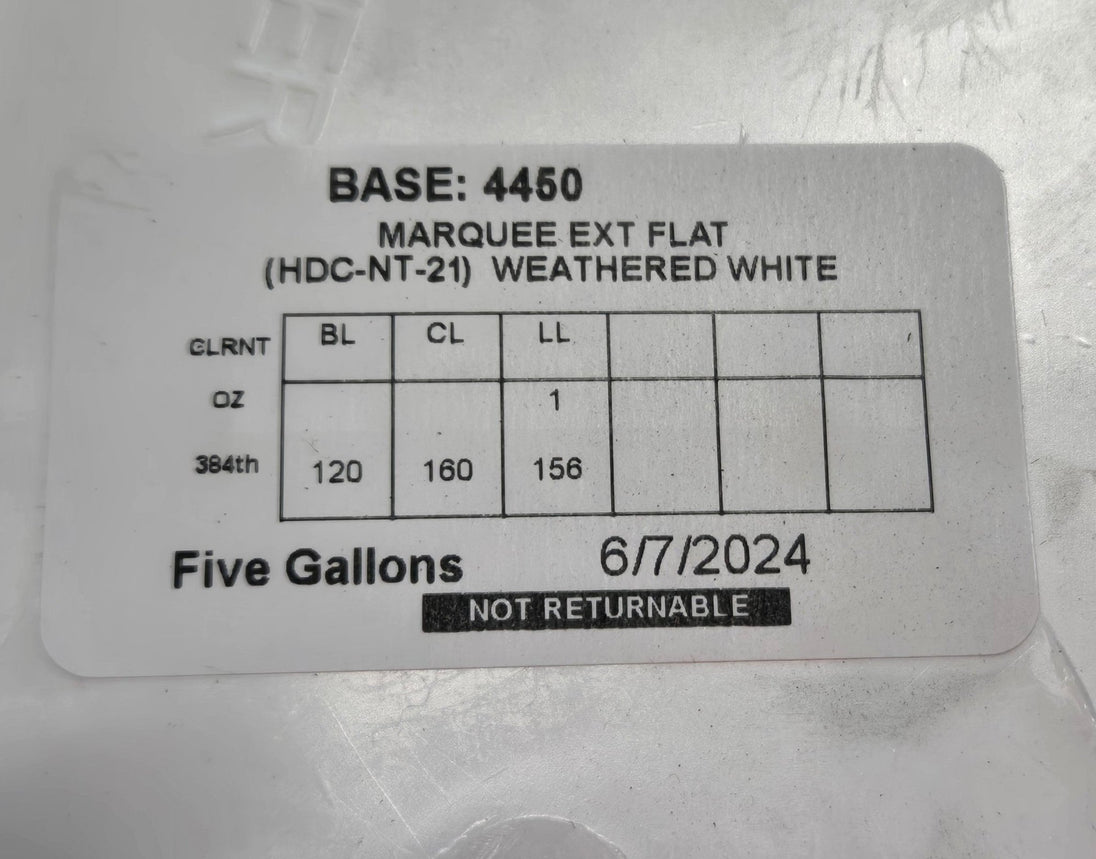 BASE: 4450
MARQUEE EXT FLAT
(HDC-NT-21) WEATHERED WHITE
CLRNT BL CL LL
OZ 1
384th 120 160 156
Five Gallons 6/7/2024
NOT RETURNABLE